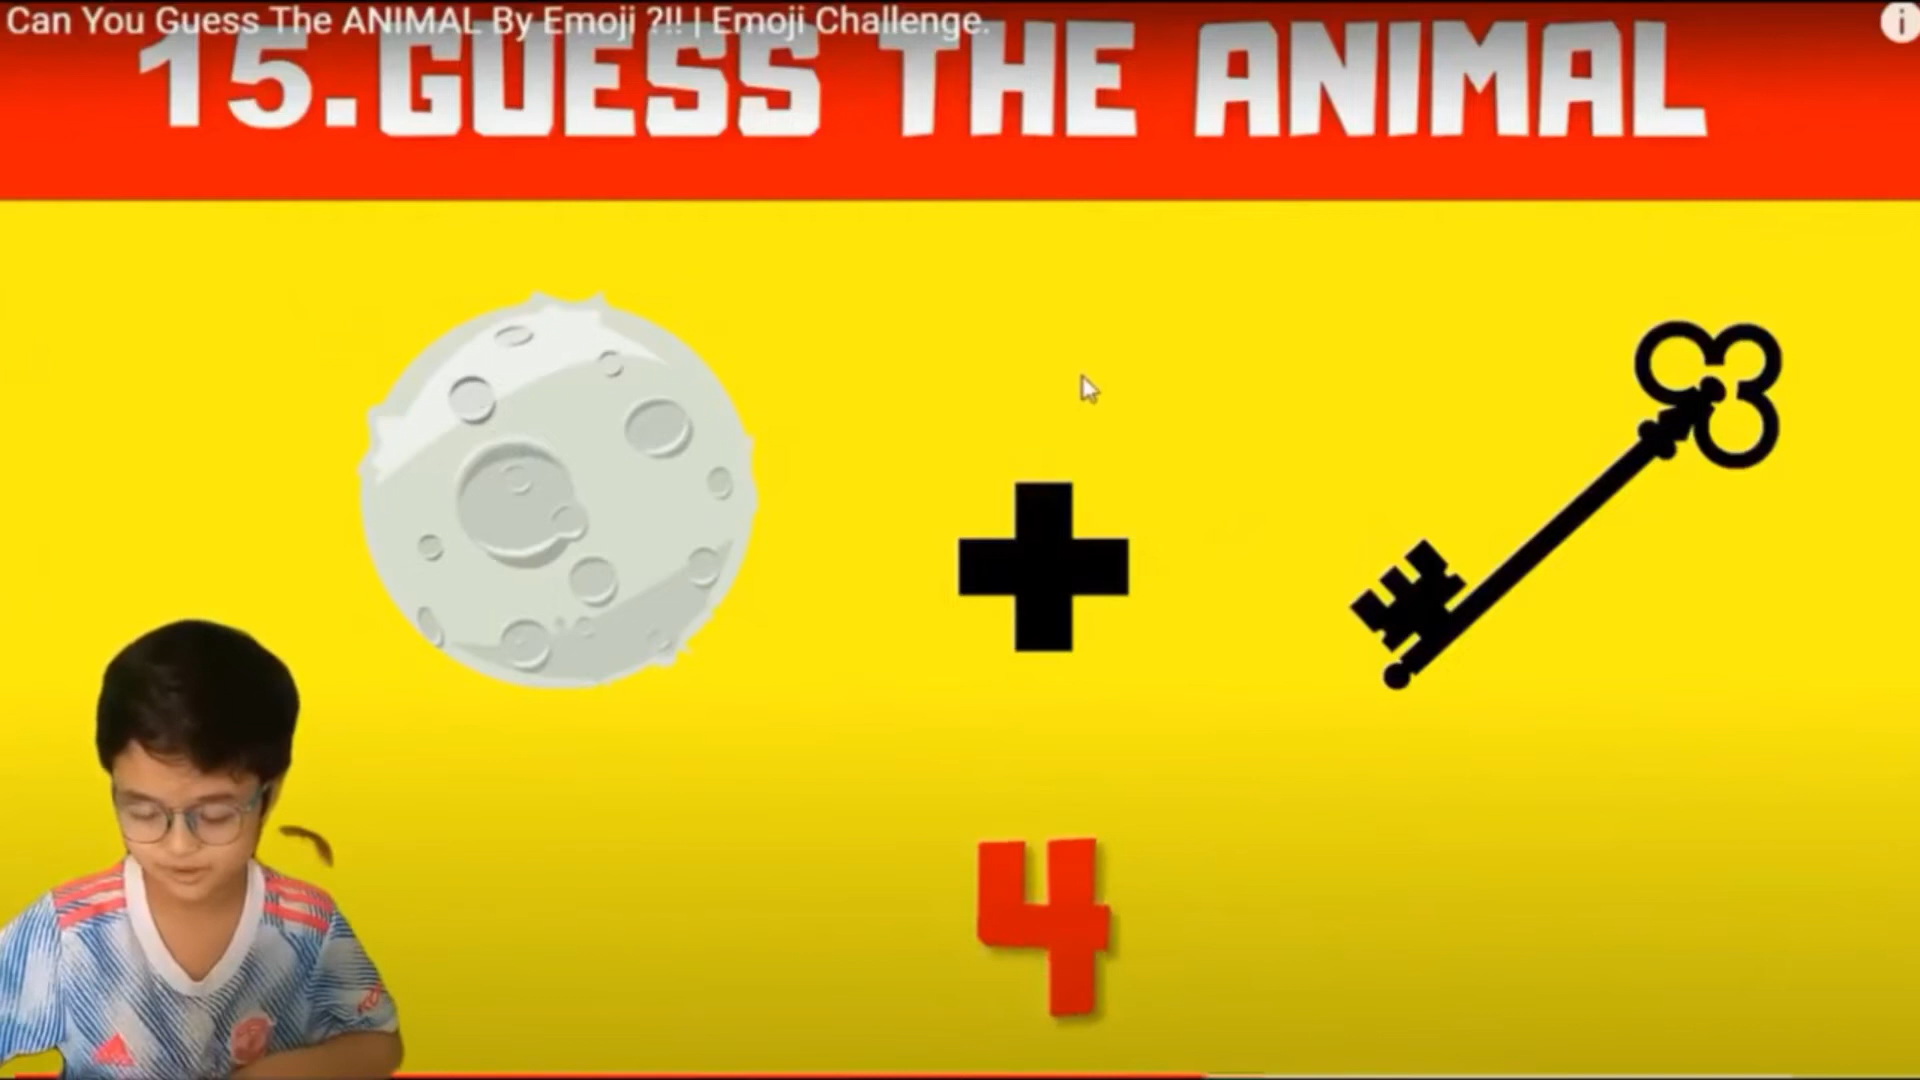 Can You Guess The ANIMAL By Emoji ?!! | Emoji Challenge.
15.GUESS THE ANIMAL
4